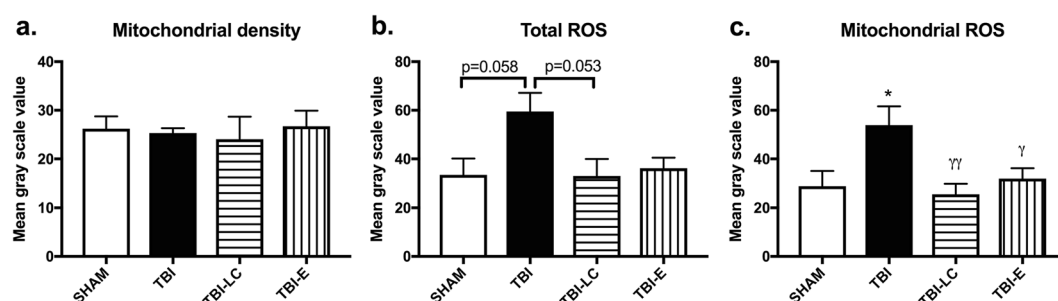 a.
Mitochondrial density
Mean gray scale value
40
30
20
10
0
SHAM
TBI
TBI-LC
TBI-E
b.
Total ROS
Mean gray scale value
80
60
40
20
0
p=0.058
p=0.053
SHAM
TBI
TBI-LC
TBI-E
c.
Mitochondrial ROS
Mean gray scale value
80
60
40
20
0
*
γγ
γ
SHAM
TBI
TBI-LC
TBI-E